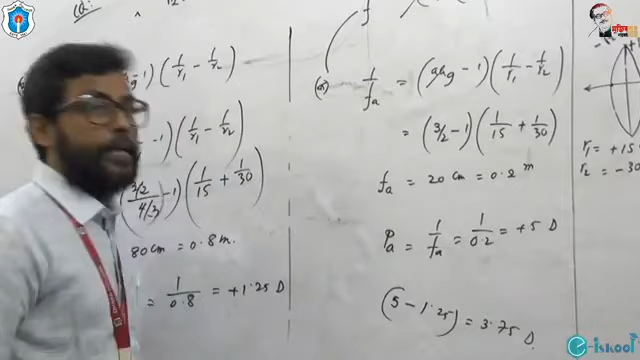 -1) (1/r₁ - 1/r₂)
-1) (1/r₁ - 1/r₂)
(3/2 / 4/3 -1) (1/15 + 1/30)
80 cm = 0.8 m.
= 1/0.8 = +1.25 D
1/fa = (aμg - 1) (1/r₁ - 1/r₂)
= (3/2 - 1) (1/15 + 1/30)
fa = 20 cm = 0.2 m
Pa = 1/fa = 1/0.2 = +5 D
(5 - 1.25) = 3.75 D
r₁ = +15
r₂ = -30
e-iskool